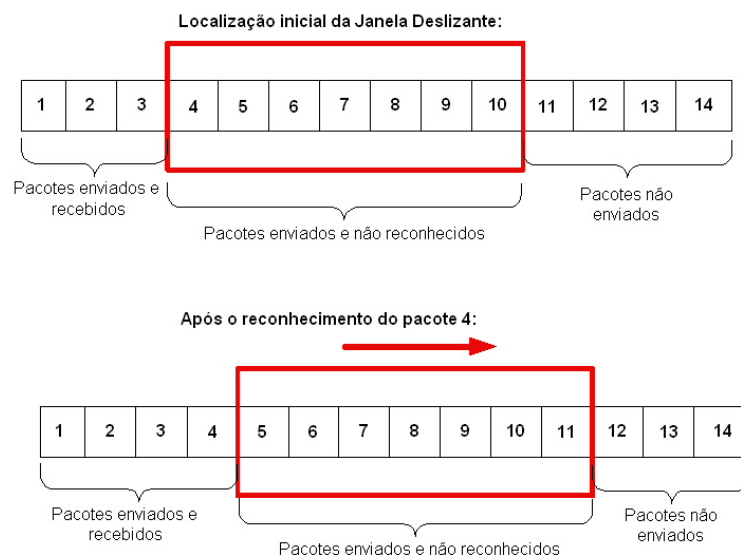 Localização inicial da Janela Deslizante:
1 2 3 4 5 6 7 8 9 10 11 12 13 14
Pacotes enviados e
recebidos
Pacotes enviados e não reconhecidos
Pacotes não
enviados
Após o reconhecimento do pacote 4:
1 2 3 4 5 6 7 8 9 10 11 12 13 14
Pacotes enviados e
recebidos
Pacotes enviados e não reconhecidos
Pacotes não
enviados